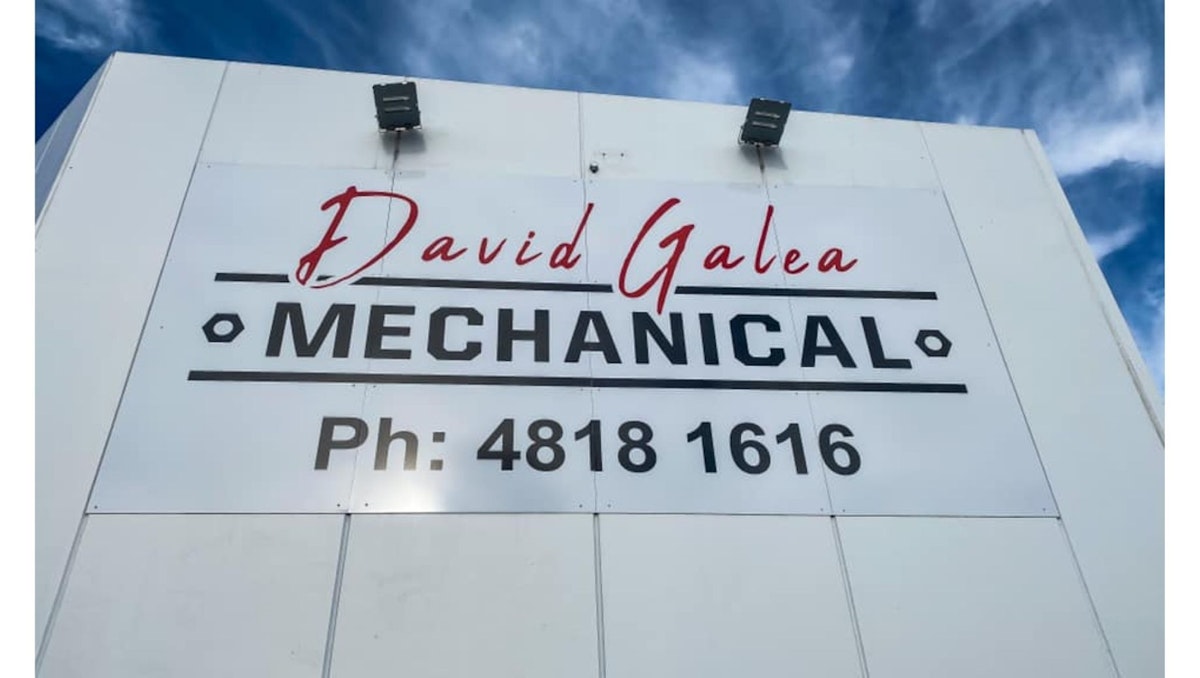 David Galea
MECHANICAL
Ph: 4818 1616